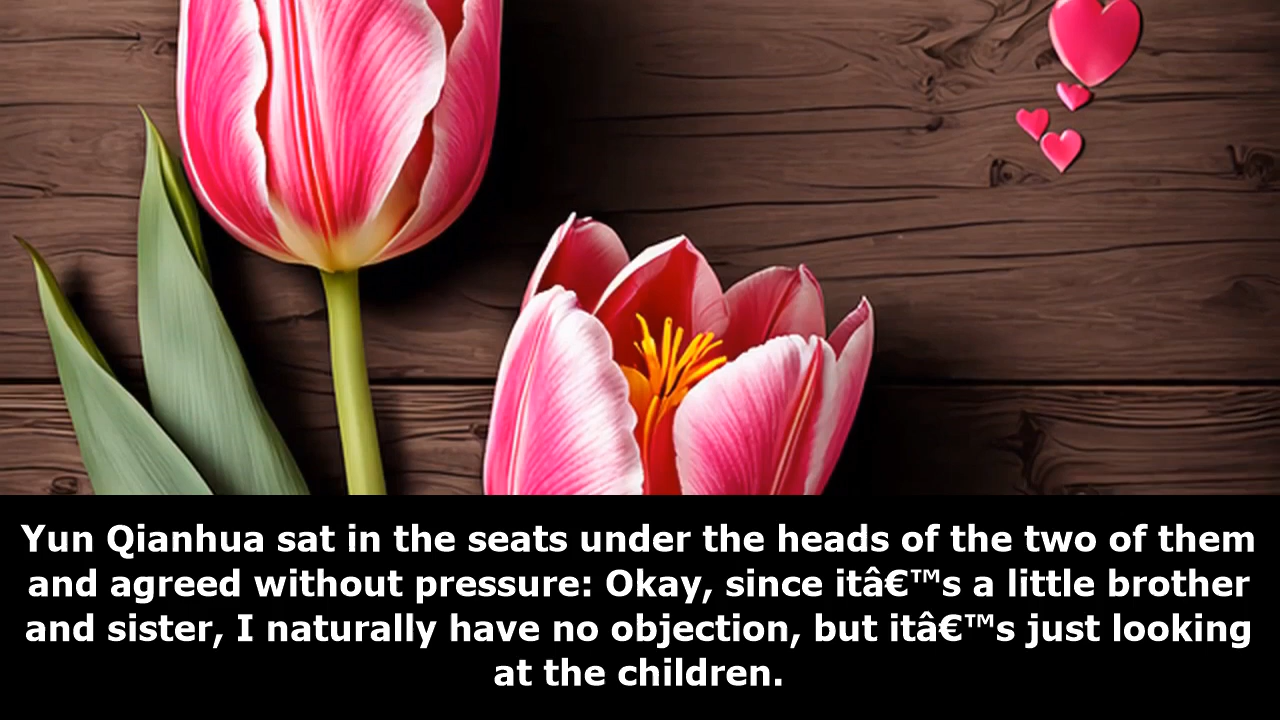 Yun Qianhua sat in the seats under the heads of the two of them
and agreed without pressure: Okay, since itâ€™s a little brother
and sister, I naturally have no objection, but itâ€™s just looking
at the children.